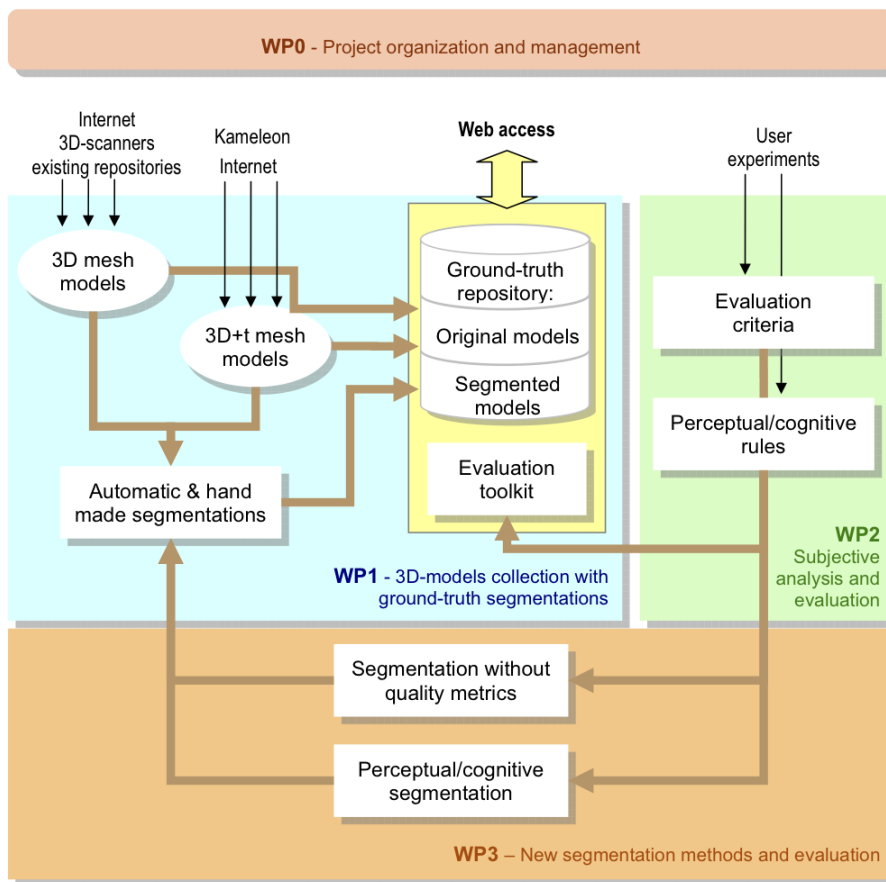 WP0 - Project organization and management
Internet
3D-scanners
existing repositories
Kameleon
Internet
Web access
User
experiments
3D mesh
models
3D+t mesh
models
Ground-truth
repository:
Original models
Segmented
models
Evaluation
criteria
Perceptual/cognitive
rules
Automatic & hand
made segmentations
Evaluation
toolkit
WP1 - 3D-models collection with
ground-truth segmentations
WP2
Subjective
analysis and
evaluation
Segmentation without
quality metrics
Perceptual/cognitive
segmentation
WP3 – New segmentation methods and evaluation